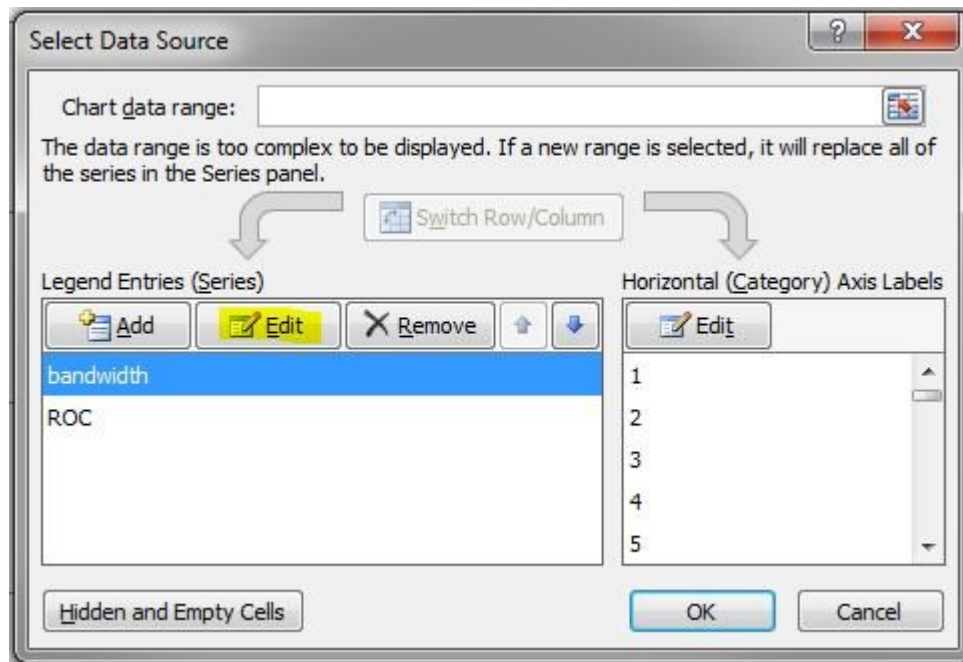 Select Data Source
?
X
Chart data range:
The data range is too complex to be displayed. If a new range is selected, it will replace all of
the series in the Series panel.
Switch Row/Column
Legend Entries (Series)
Horizontal (Category) Axis Labels
Add
Edit
Remove
Edit
bandwidth
ROC
1
2
3
4
5
Hidden and Empty Cells
OK
Cancel